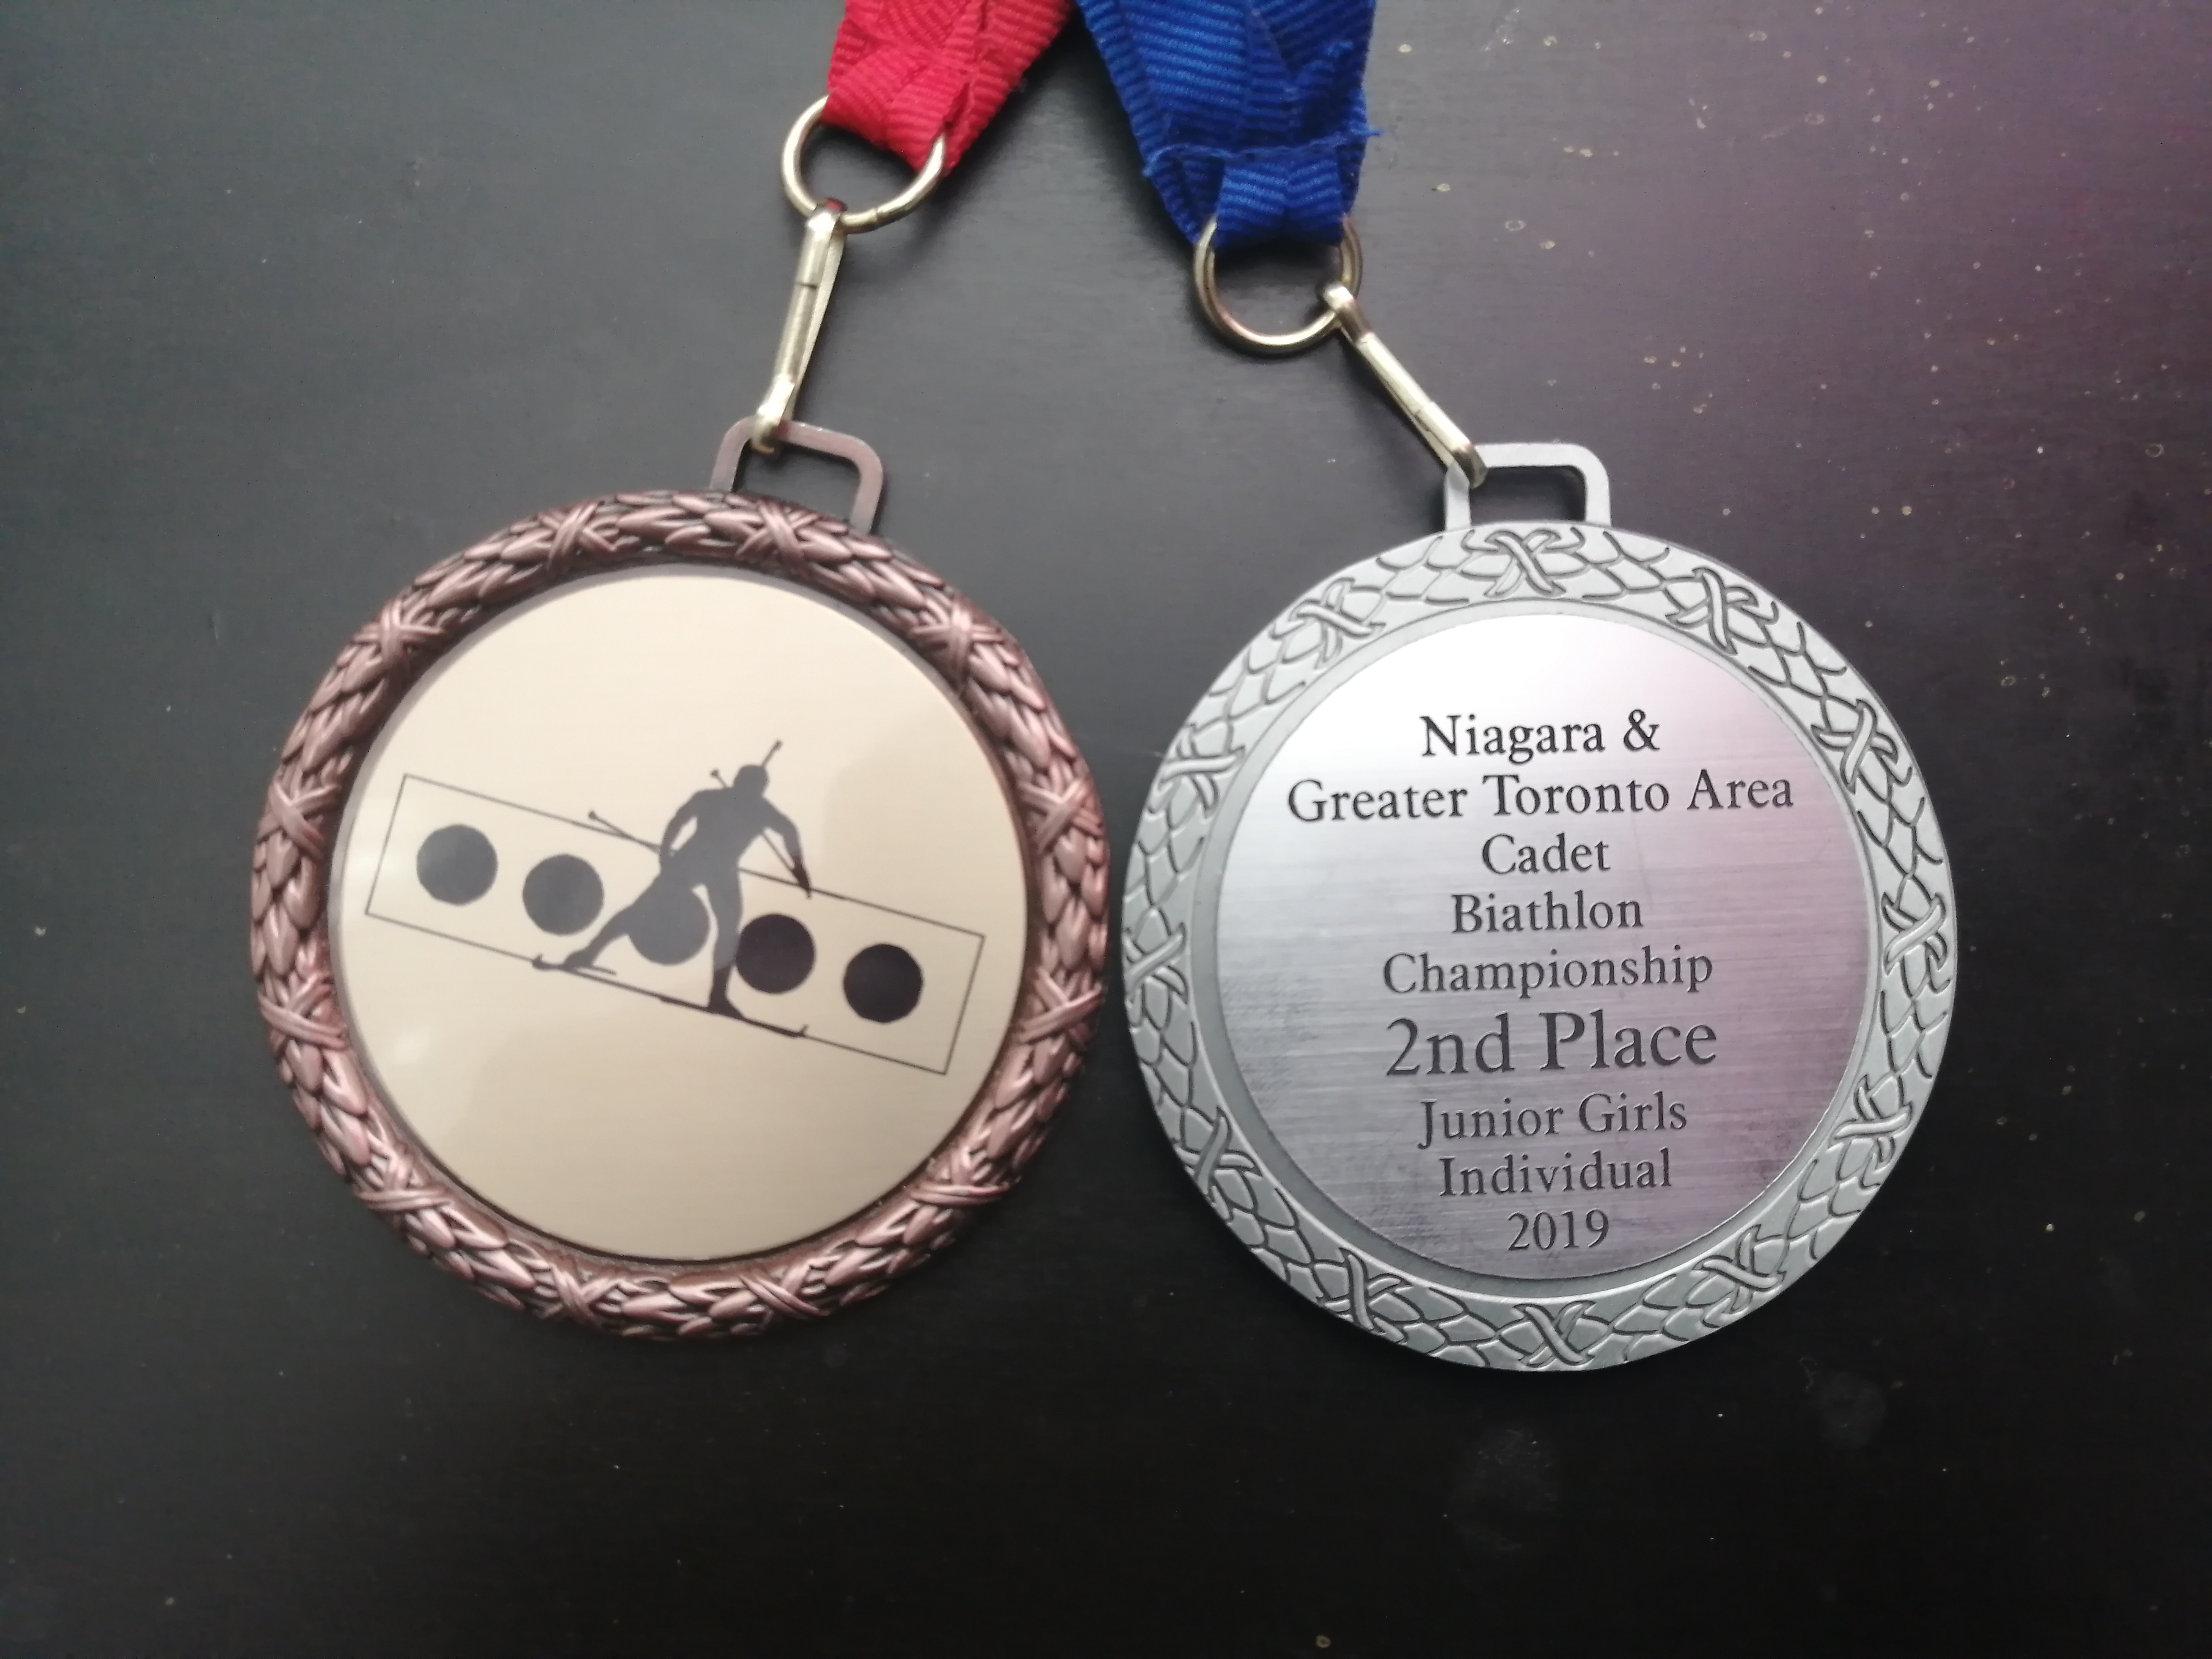 Niagara &
Greater Toronto Area
Cadet
Biathlon
Championship
2nd Place
Junior Girls
Individual
2019